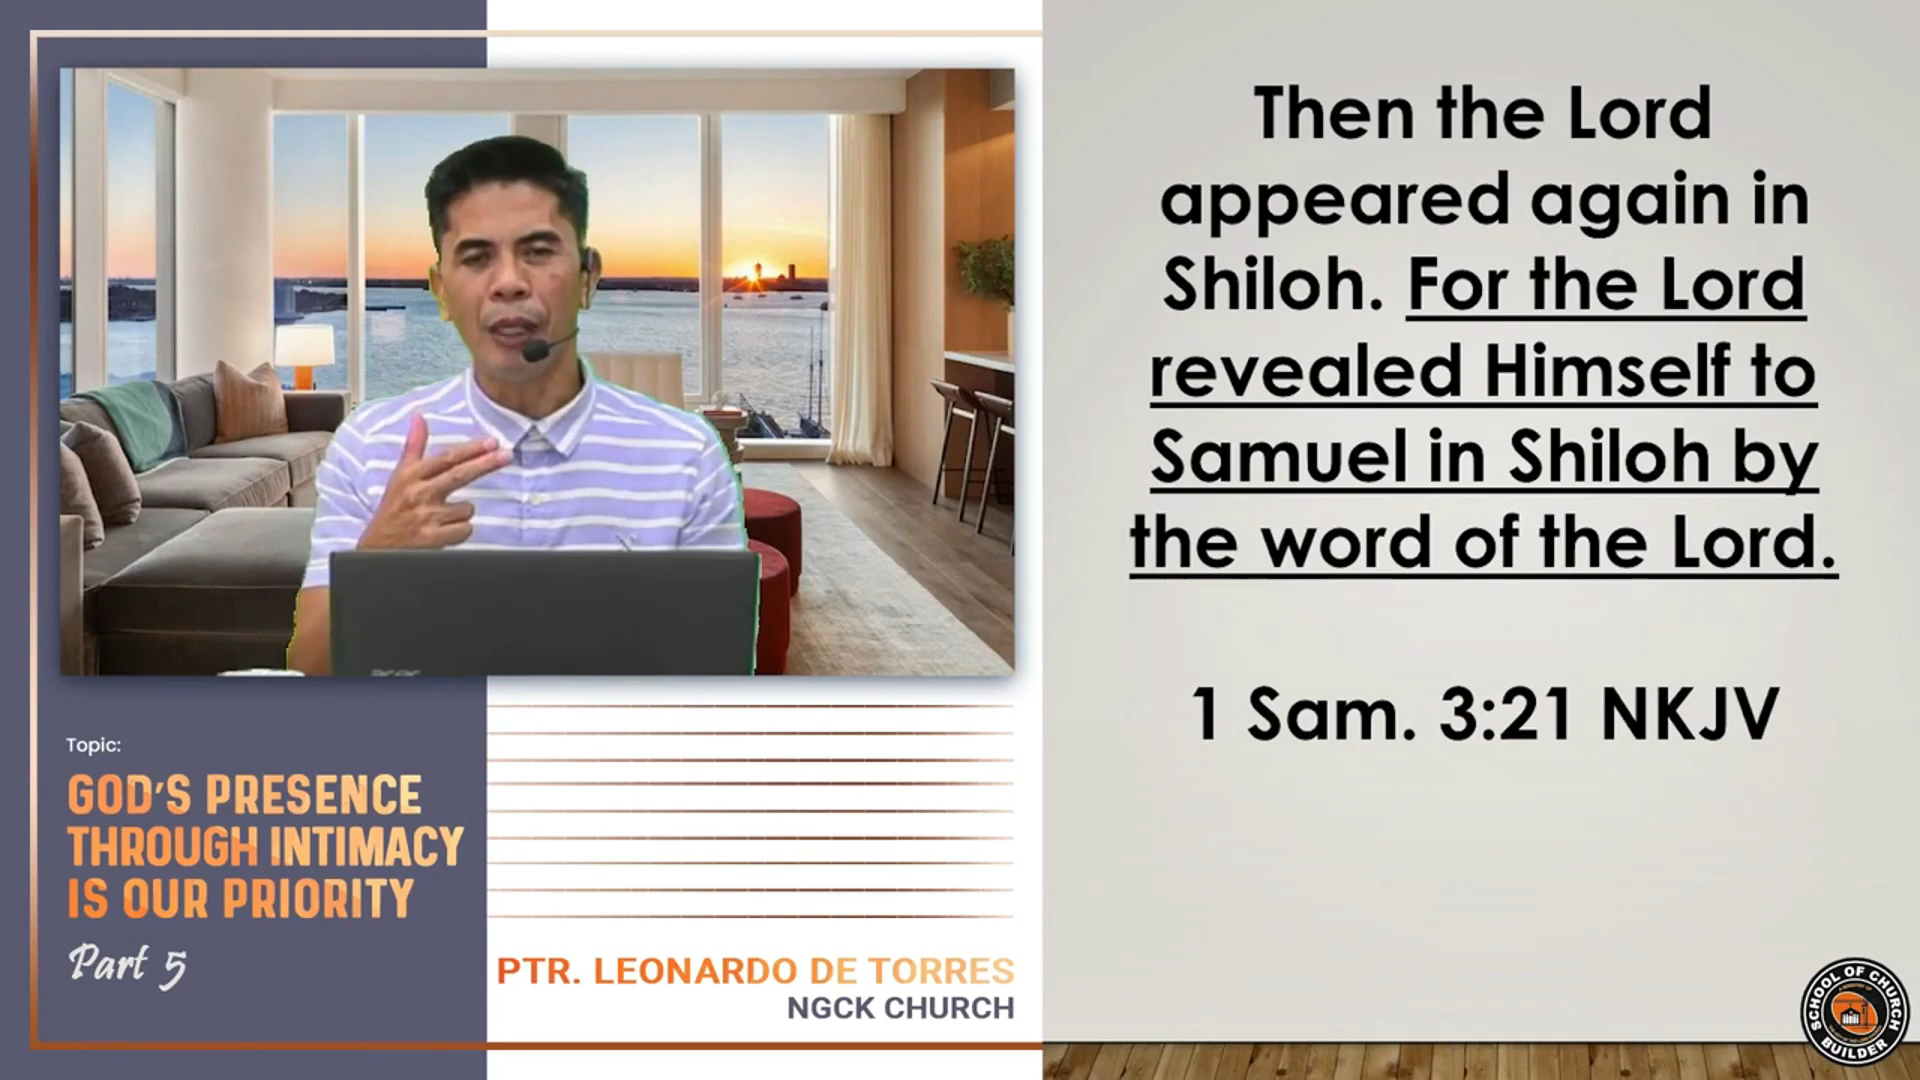 Topic:
GOD'S PRESENCE
THROUGH INTIMACY
IS OUR PRIORITY
Part 5
PTR. LEONARDO DE TORRES
NGCK CHURCH
Then the Lord
appeared again in
Shiloh. For the Lord
revealed Himself to
Samuel in Shiloh by
the word of the Lord.
1 Sam. 3:21 NKJV
SCHOOL OF CHURCH
BUILDER